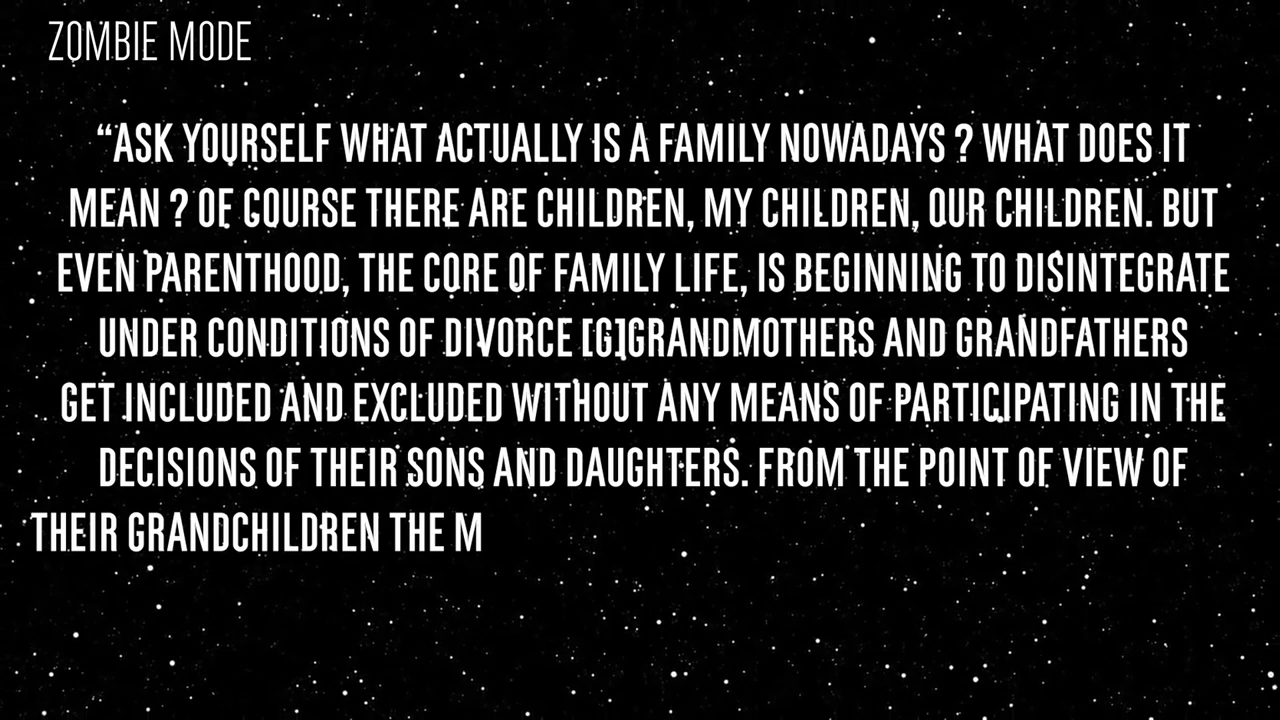 ZOMBIE MODE
“ASK YOURSELF WHAT ACTUALLY IS A FAMILY NOWADAYS ? WHAT DOES IT
MEAN ? OF COURSE THERE ARE CHILDREN, MY CHILDREN, OUR CHILDREN. BUT
EVEN PARENTHOOD, THE CORE OF FAMILY LIFE, IS BEGINNING TO DISINTEGRATE
UNDER CONDITIONS OF DIVORCE [G]GRANDMOTHERS AND GRANDFATHERS
GET INCLUDED AND EXCLUDED WITHOUT ANY MEANS OF PARTICIPATING IN THE
DECISIONS OF THEIR SONS AND DAUGHTERS. FROM THE POINT OF VIEW OF
THEIR GRANDCHILDREN THE M